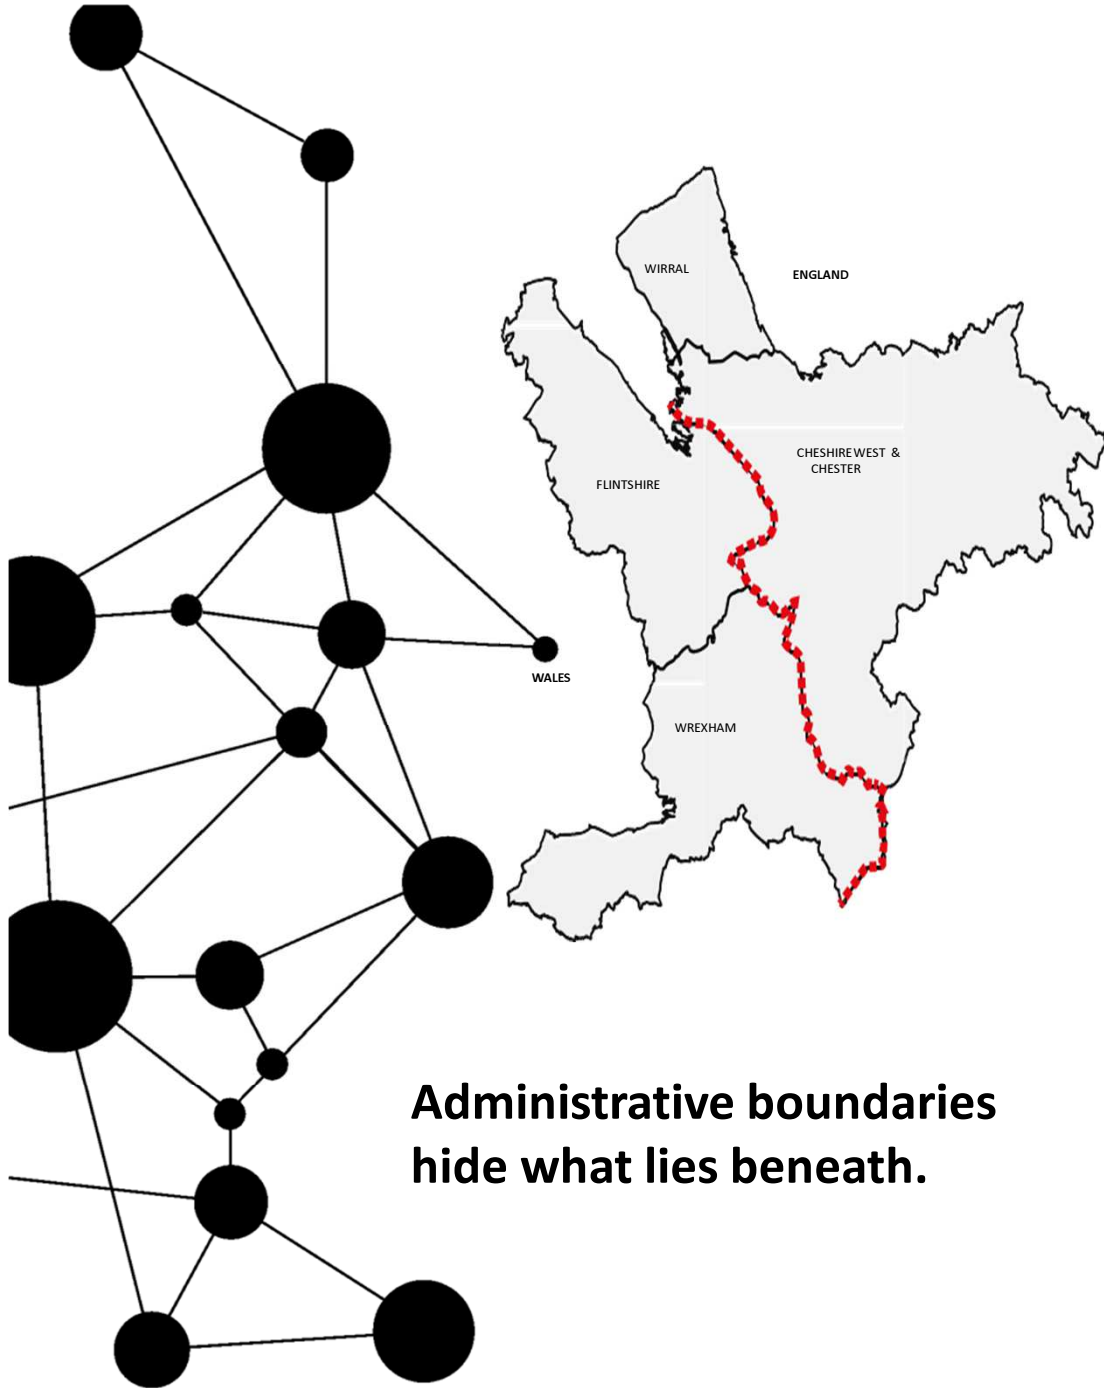 WIRRAL
ENGLAND
CHESHIRE WEST &
CHESTER
FLINTSHIRE
WALES
WREXHAM
Administrative boundaries
hide what lies beneath.